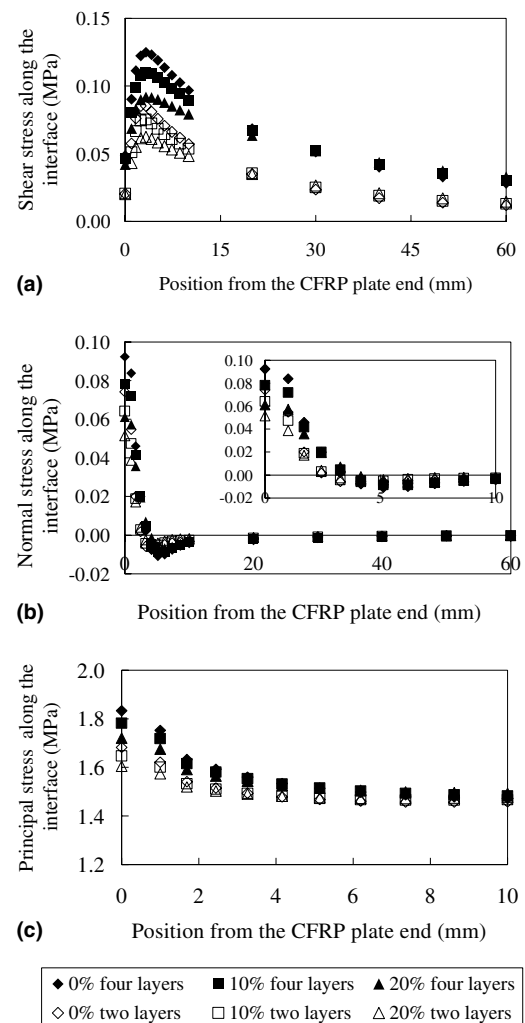 0.15
0.10
0.05
0.00
0 15 30 45 60
Shear stress along the
interface (MPa)
(a) Position from the CFRP plate end (mm)
0.10
0.08
0.06
0.04
0.02
0.00
-0.02
0 20 40 60
0.10
0.08
0.06
0.04
0.02
0.00
-0.02
0 5 10
Normal stress along the
interface (MPa)
(b) Position from the CFRP plate end (mm)
2.0
1.8
1.6
1.4
1.2
0 2 4 6 8 10
Principal stress along the
interface (MPa)
(c) Position from the CFRP plate end (mm)
0% four layers 10% four layers 20% four layers
0% two layers 10% two layers 20% two layers